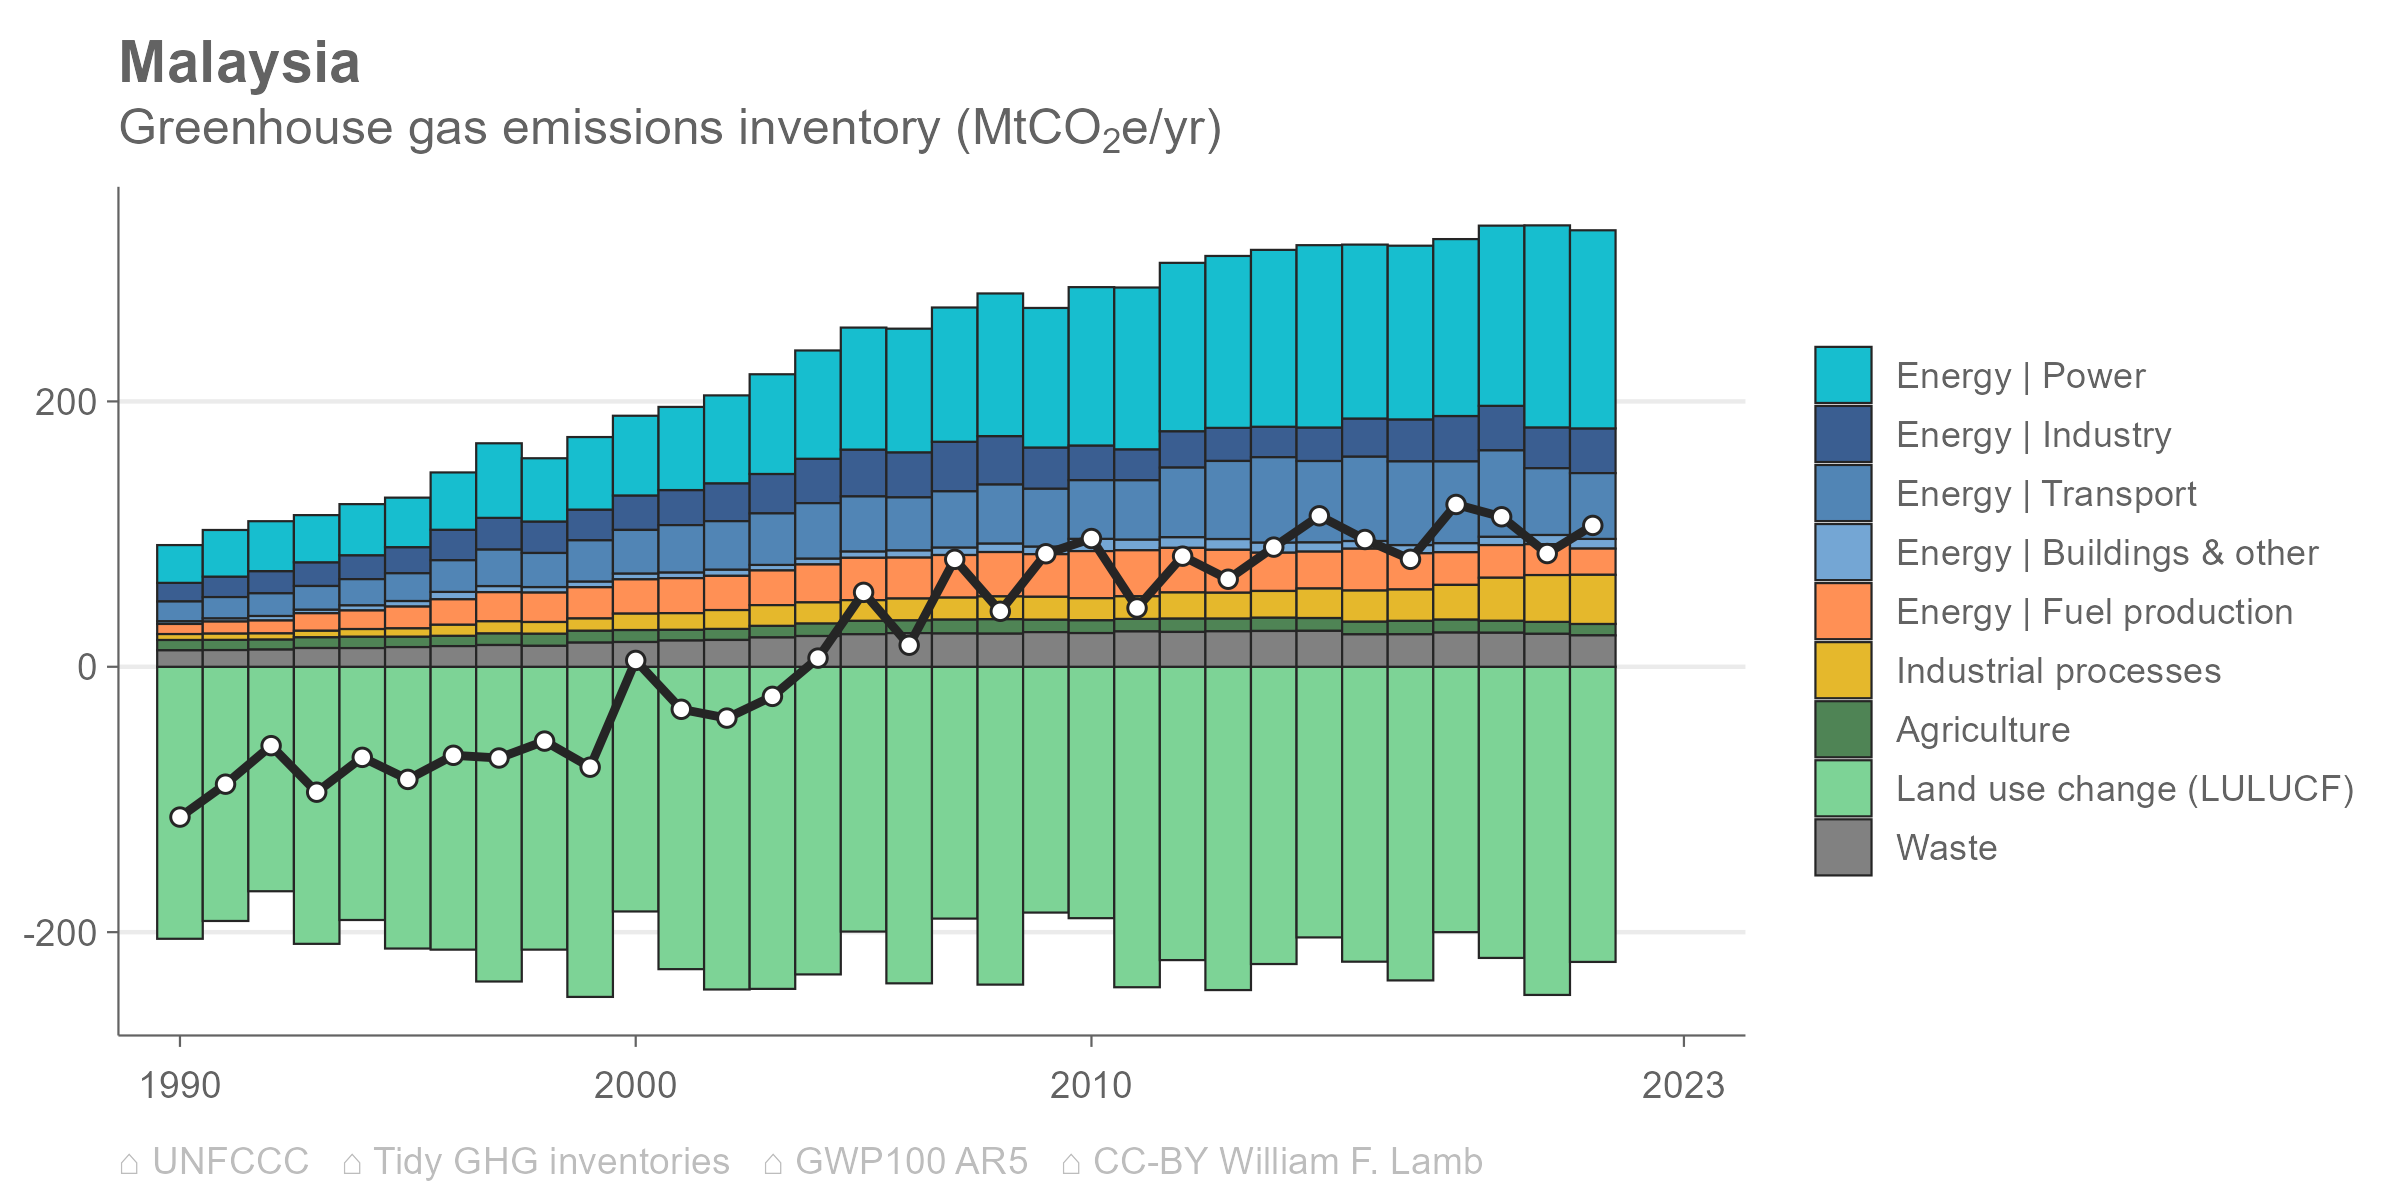 Malaysia
Greenhouse gas emissions inventory (MtCO₂e/yr)
200
0
-200
1990 2000 2010 2023
Energy | Power
Energy | Industry
Energy | Transport
Energy | Buildings & other
Energy | Fuel production
Industrial processes
Agriculture
Land use change (LULUCF)
Waste
⌂ UNFCCC ⌂ Tidy GHG inventories ⌂ GWP100 AR5 ⌂ CC-BY William F. Lamb